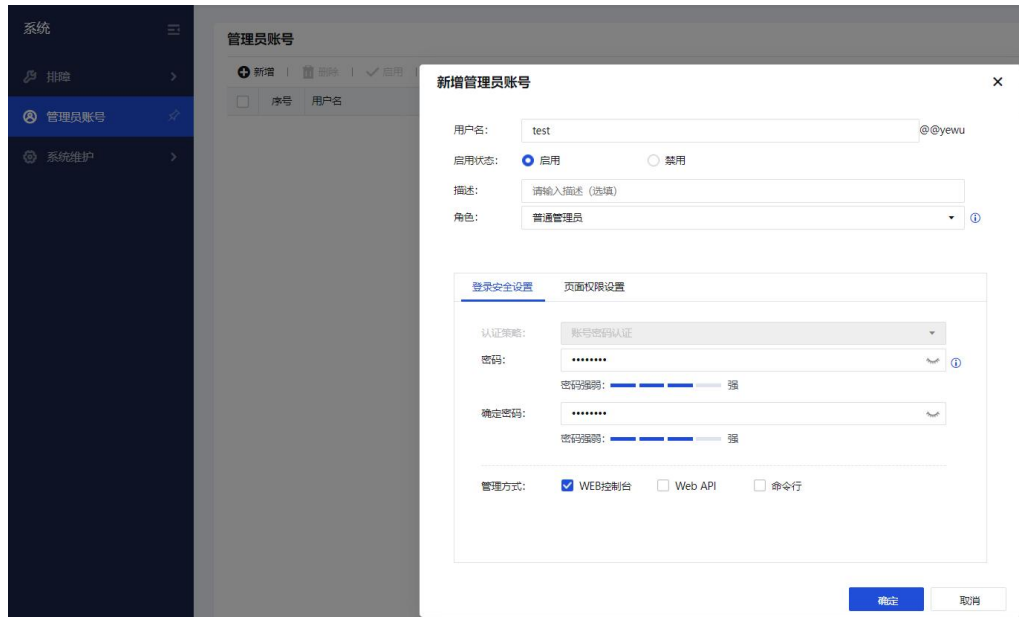 系统
管理员账号
排障
新增 删除 启用
新增管理员账号
序号 用户名
管理员账号
用户名: test @@yewu
系统维护
启用状态: 启用 禁用
描述: 请输入描述（选填）
角色: 普通管理员
登录安全设置 页面权限设置
认证策略: 账号密码认证
密码: ••••••••
密码强弱: 强
确定密码: ••••••••
密码强弱: 强
管理方式: WEB控制台 Web API 命令行
确定 取消